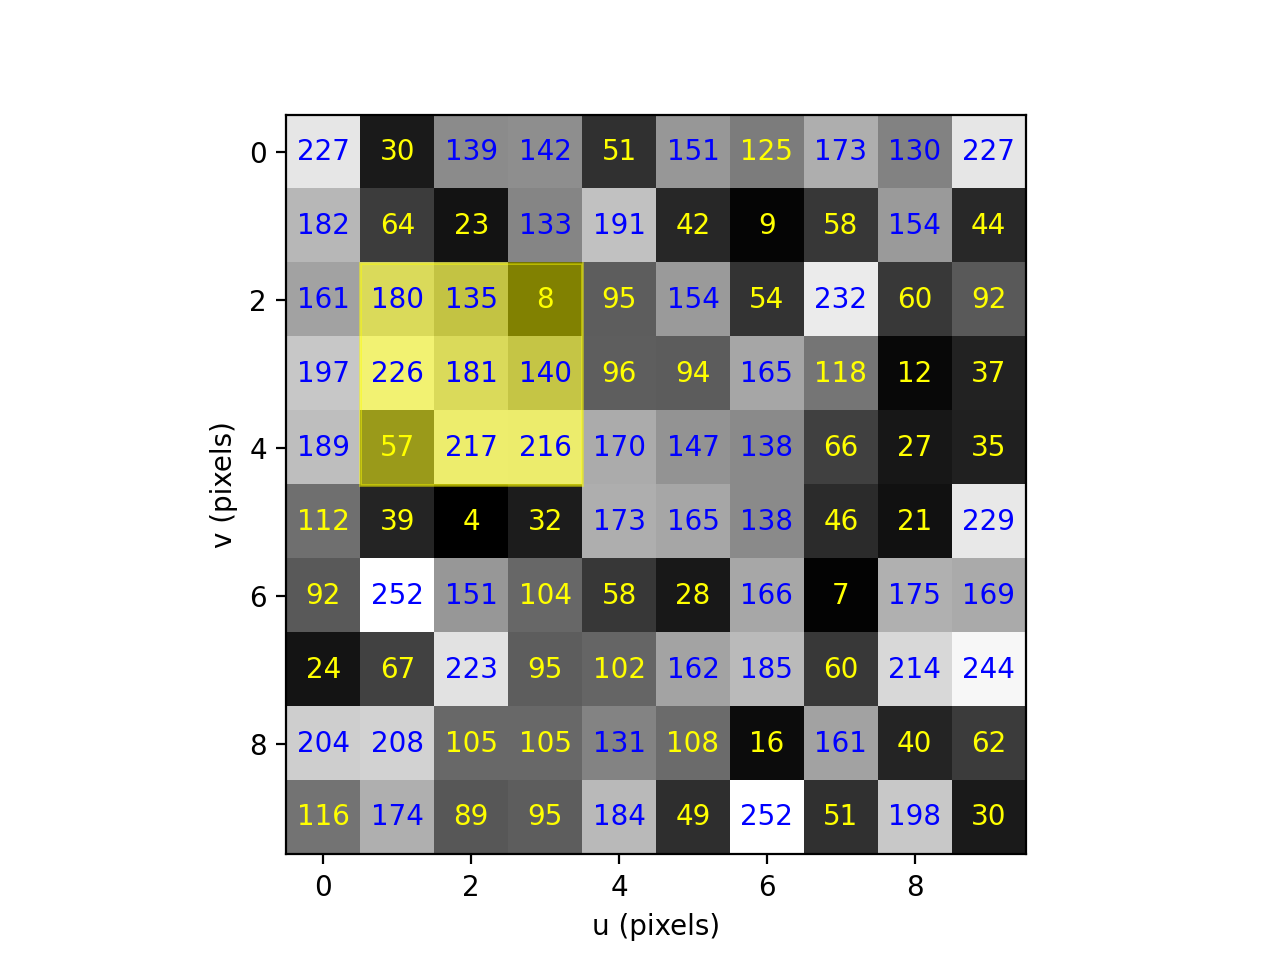 0 227 30 139 142 51 151 125 173 130 227
182 64 23 133 191 42 9 58 154 44
2 161 180 135 8 95 154 54 232 60 92
197 226 181 140 96 94 165 118 12 37
4 189 57 217 216 170 147 138 66 27 35
112 39 4 32 173 165 138 46 21 229
6 92 252 151 104 58 28 166 7 175 169
24 67 223 95 102 162 185 60 214 244
8 204 208 105 105 131 108 16 161 40 62
116 174 89 95 184 49 252 51 198 30
0 2 4 6 8
u (pixels)
v (pixels)